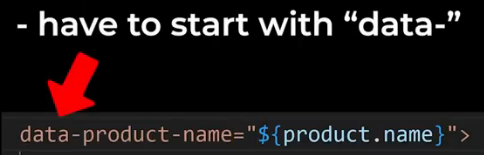 - have to start with “data-”
data-product-name="${product.name}">